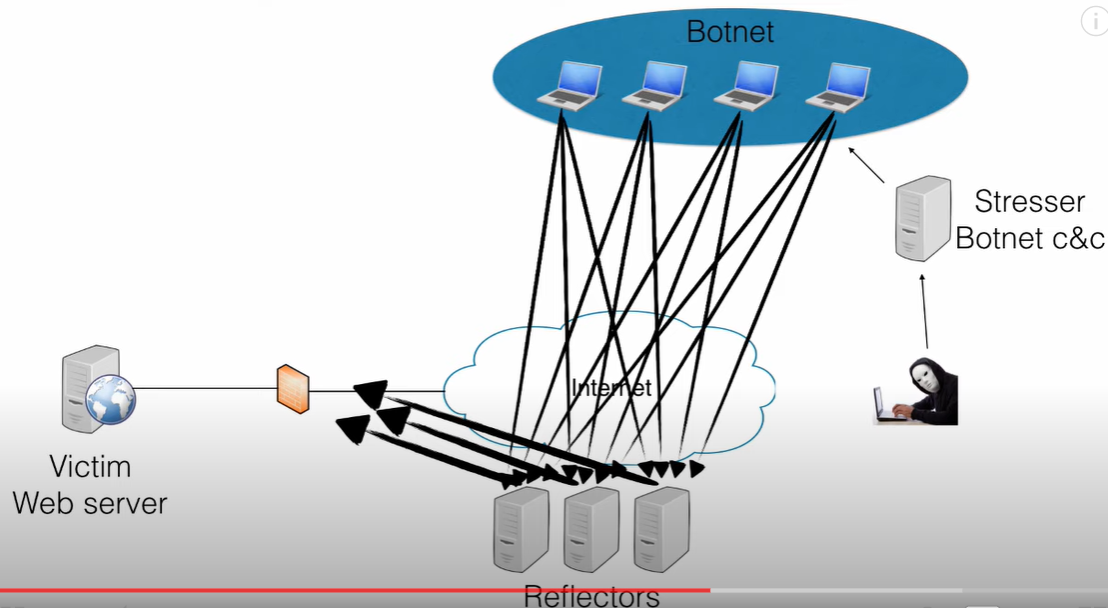 Botnet
Stresser
Botnet c&c
Internet
Victim
Web server
Reflectors